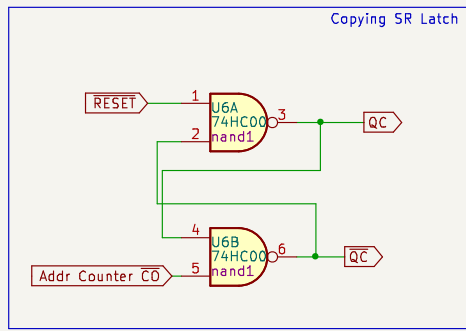 Copying SR Latch
RESET
1
U6A
74HC00
nand1
2
3
QC
4
U6B
74HC00
nand1
5
6
QC
Addr Counter CO